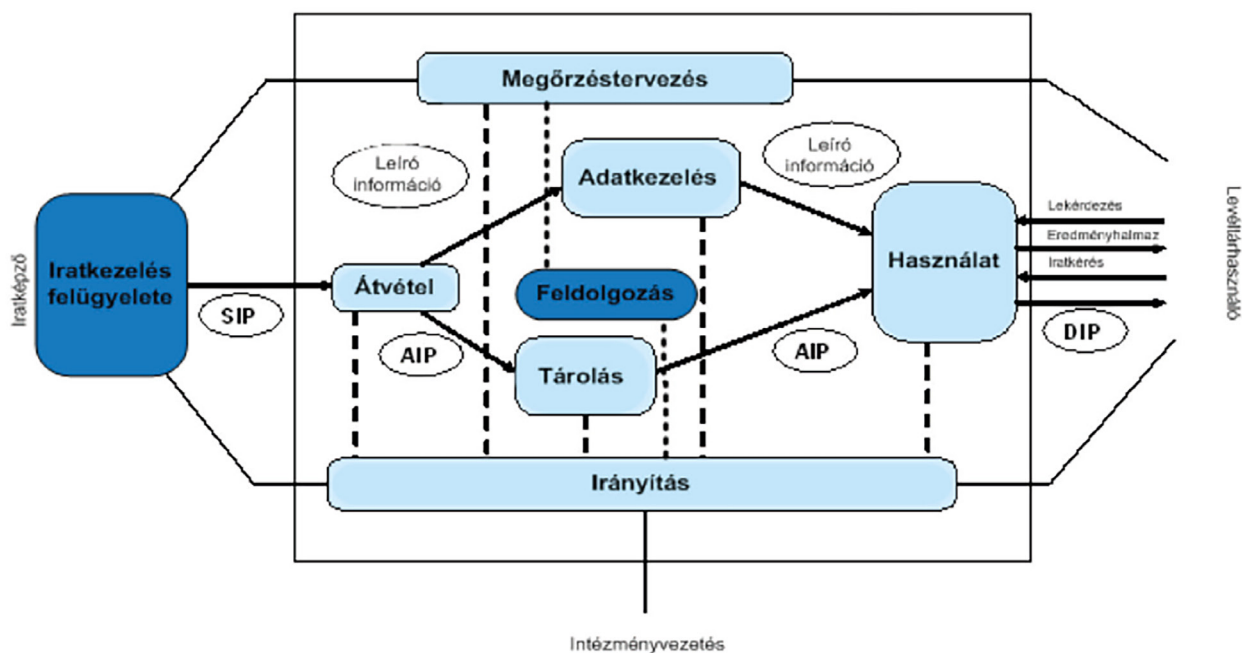 Megőrzéstervezés
Leíró
információ
Leíró
információ
Adatkezelés
Iratképző
Iratkezelés
felügyelete
SIP
Átvétel
AIP
Feldolgozás
Tárolás
AIP
Használat
Lekérdezés
Eredményhalmaz
Iratkérés
DIP
Levéltárhasználó
Irányítás
Intézményvezetés